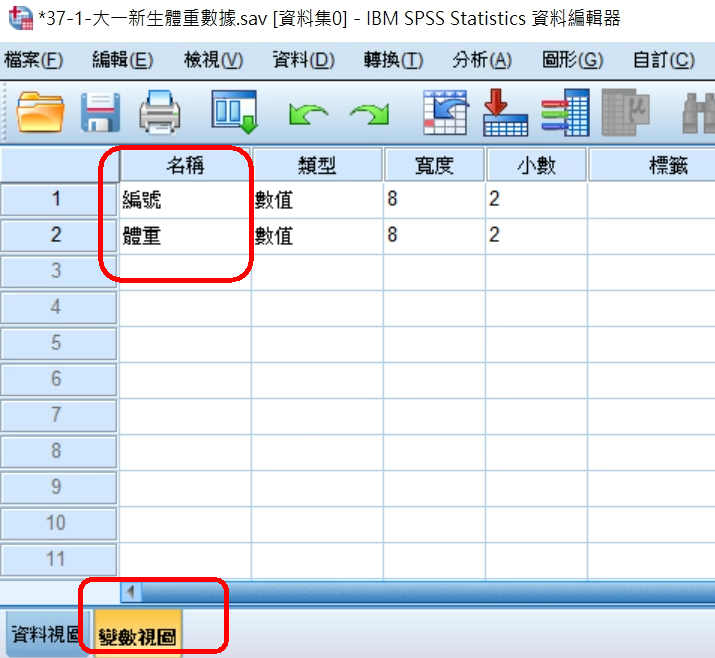 *37-1-大一新生體重數據.sav [資料集0] - IBM SPSS Statistics 資料編輯器
檔案(F) 編輯(E) 檢視(V) 資料(D) 轉換(T) 分析(A) 圖形(G) 自訂(C)
名稱 類型 寬度 小數 標籤
1 編號 數值 8 2
2 體重 數值 8 2
3
4
5
6
7
8
9
10
11
資料視圖 變數視圖